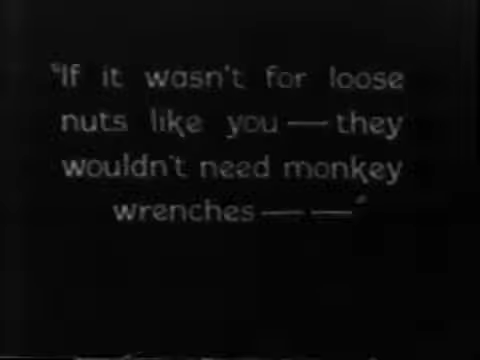 "If it wasn't for loose
nuts like you — they
wouldn't need monkey
wrenches — — "